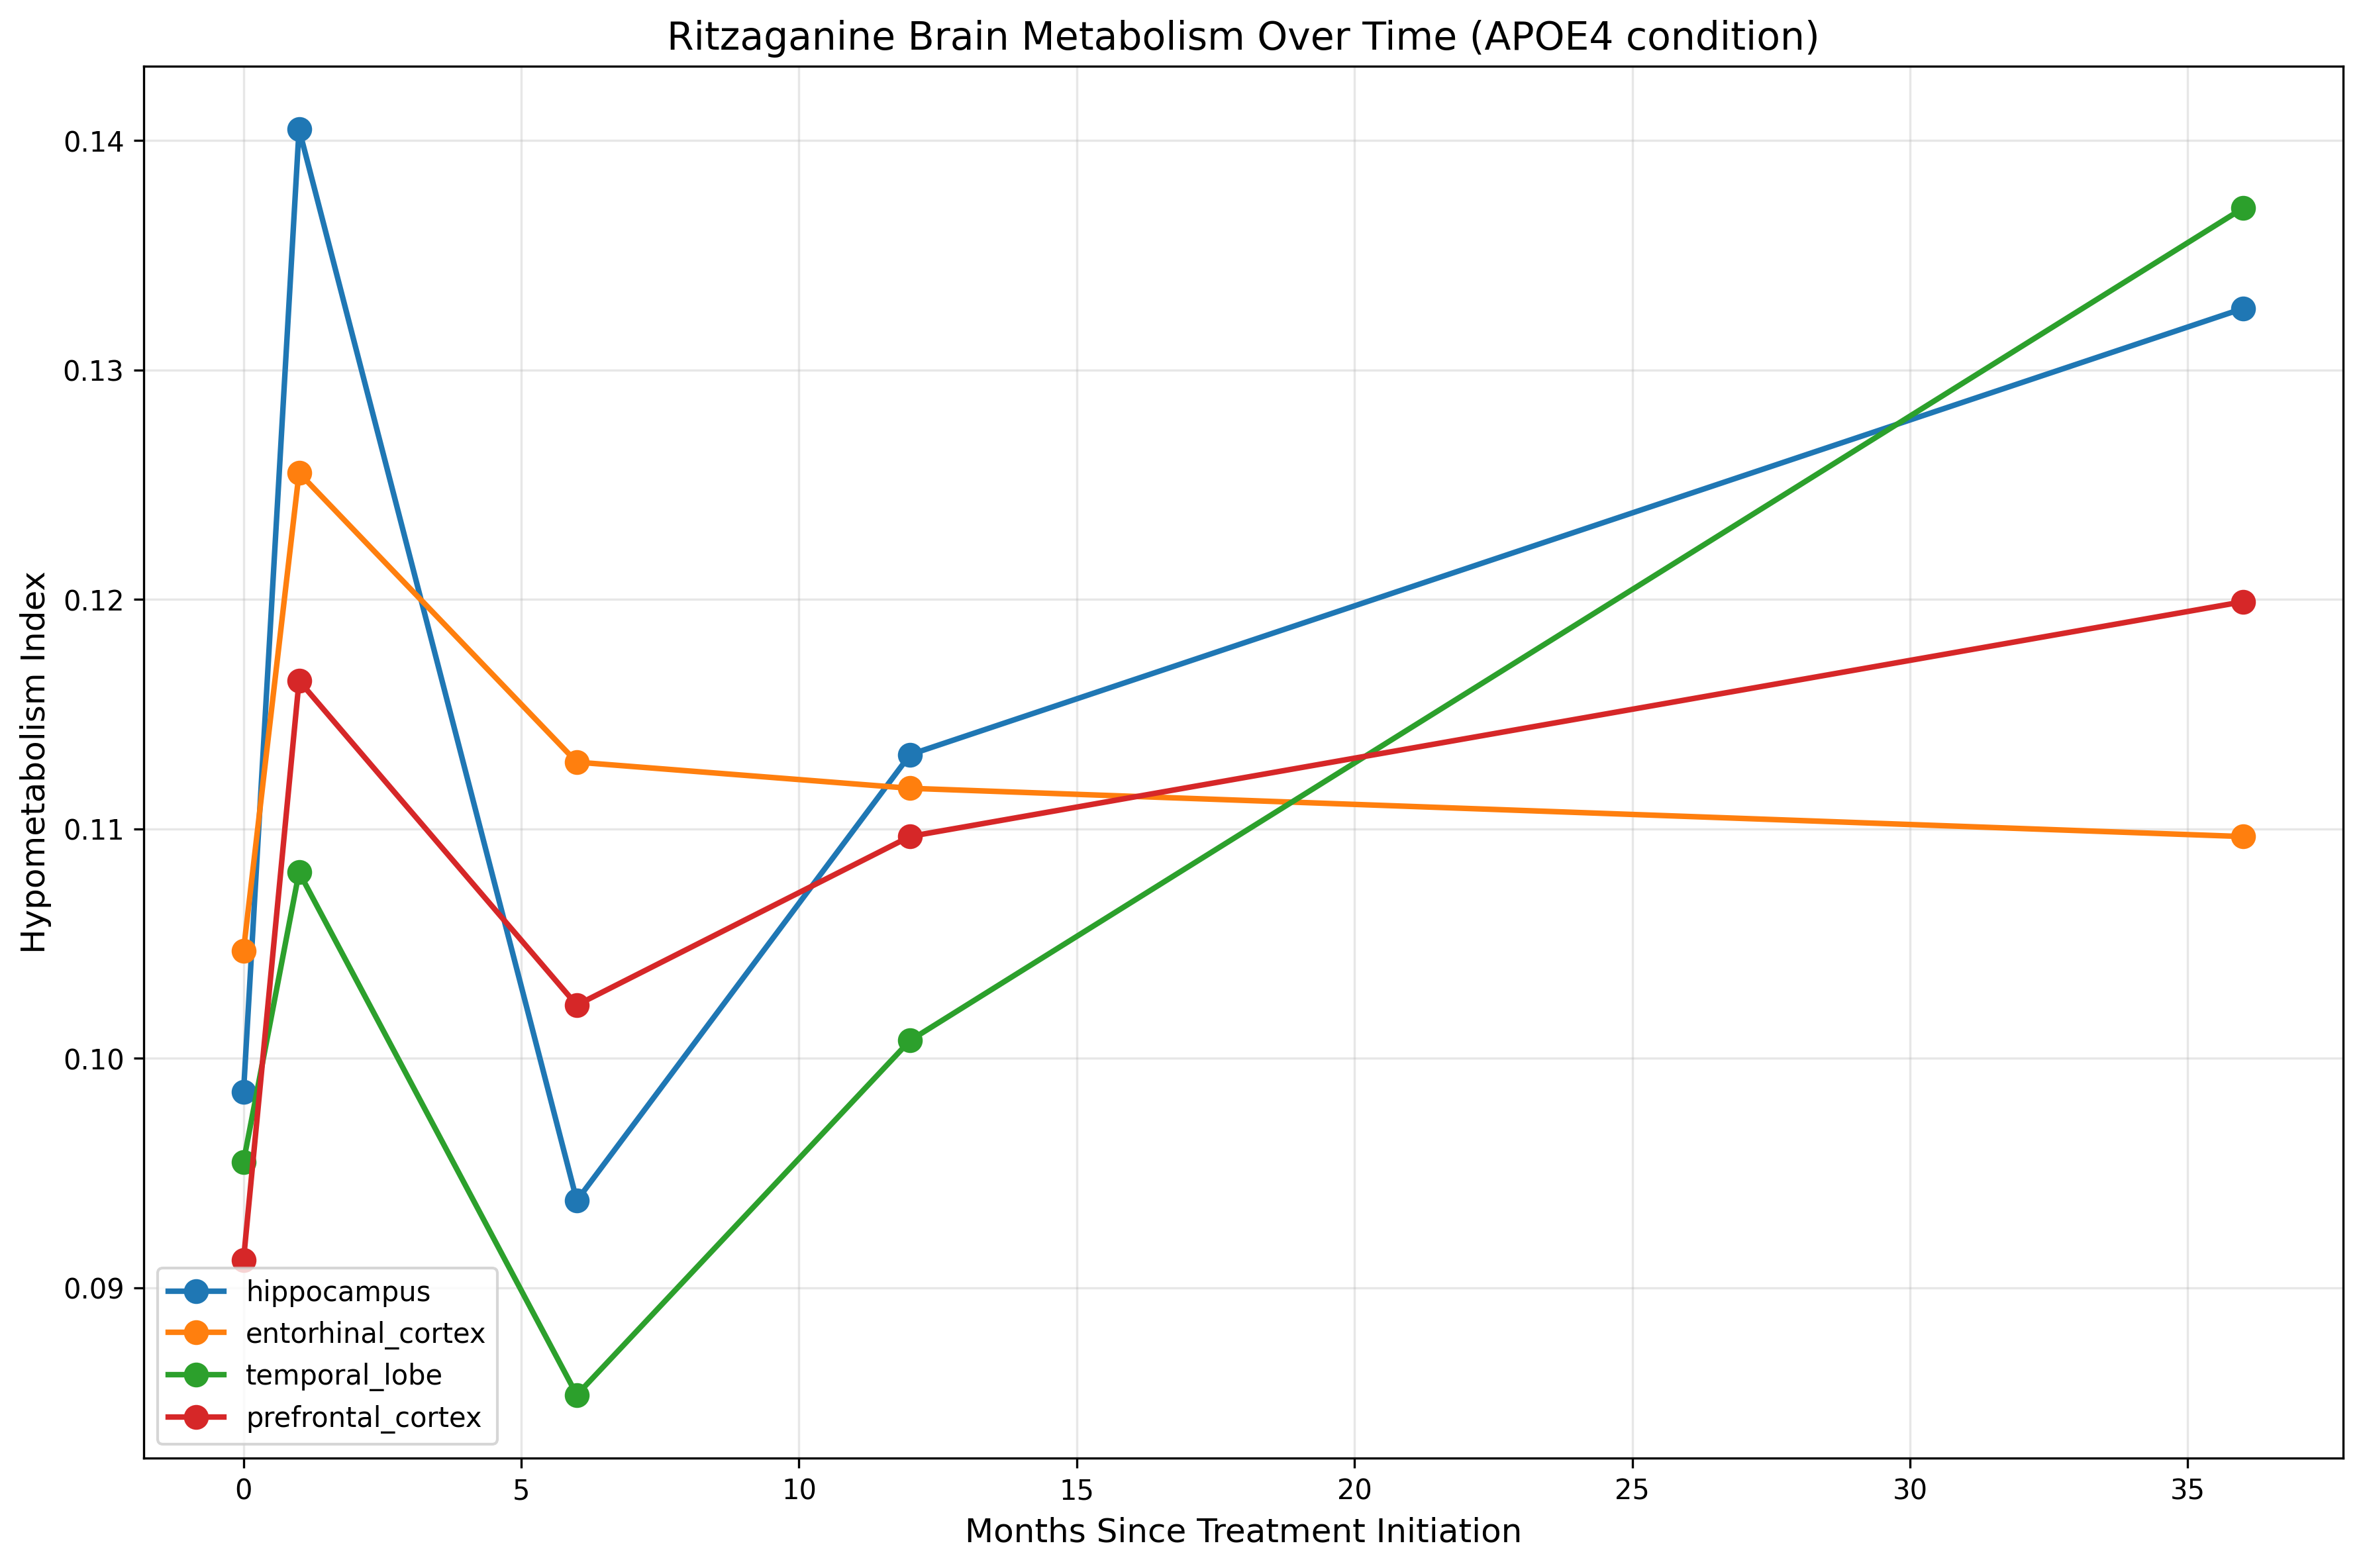 Ritzaganine Brain Metabolism Over Time (APOE4 condition)
Hypometabolism Index
0.14
0.13
0.12
0.11
0.10
0.09
hippocampus
entorhinal_cortex
temporal_lobe
prefrontal_cortex
0 5 10 15 20 25 30 35
Months Since Treatment Initiation